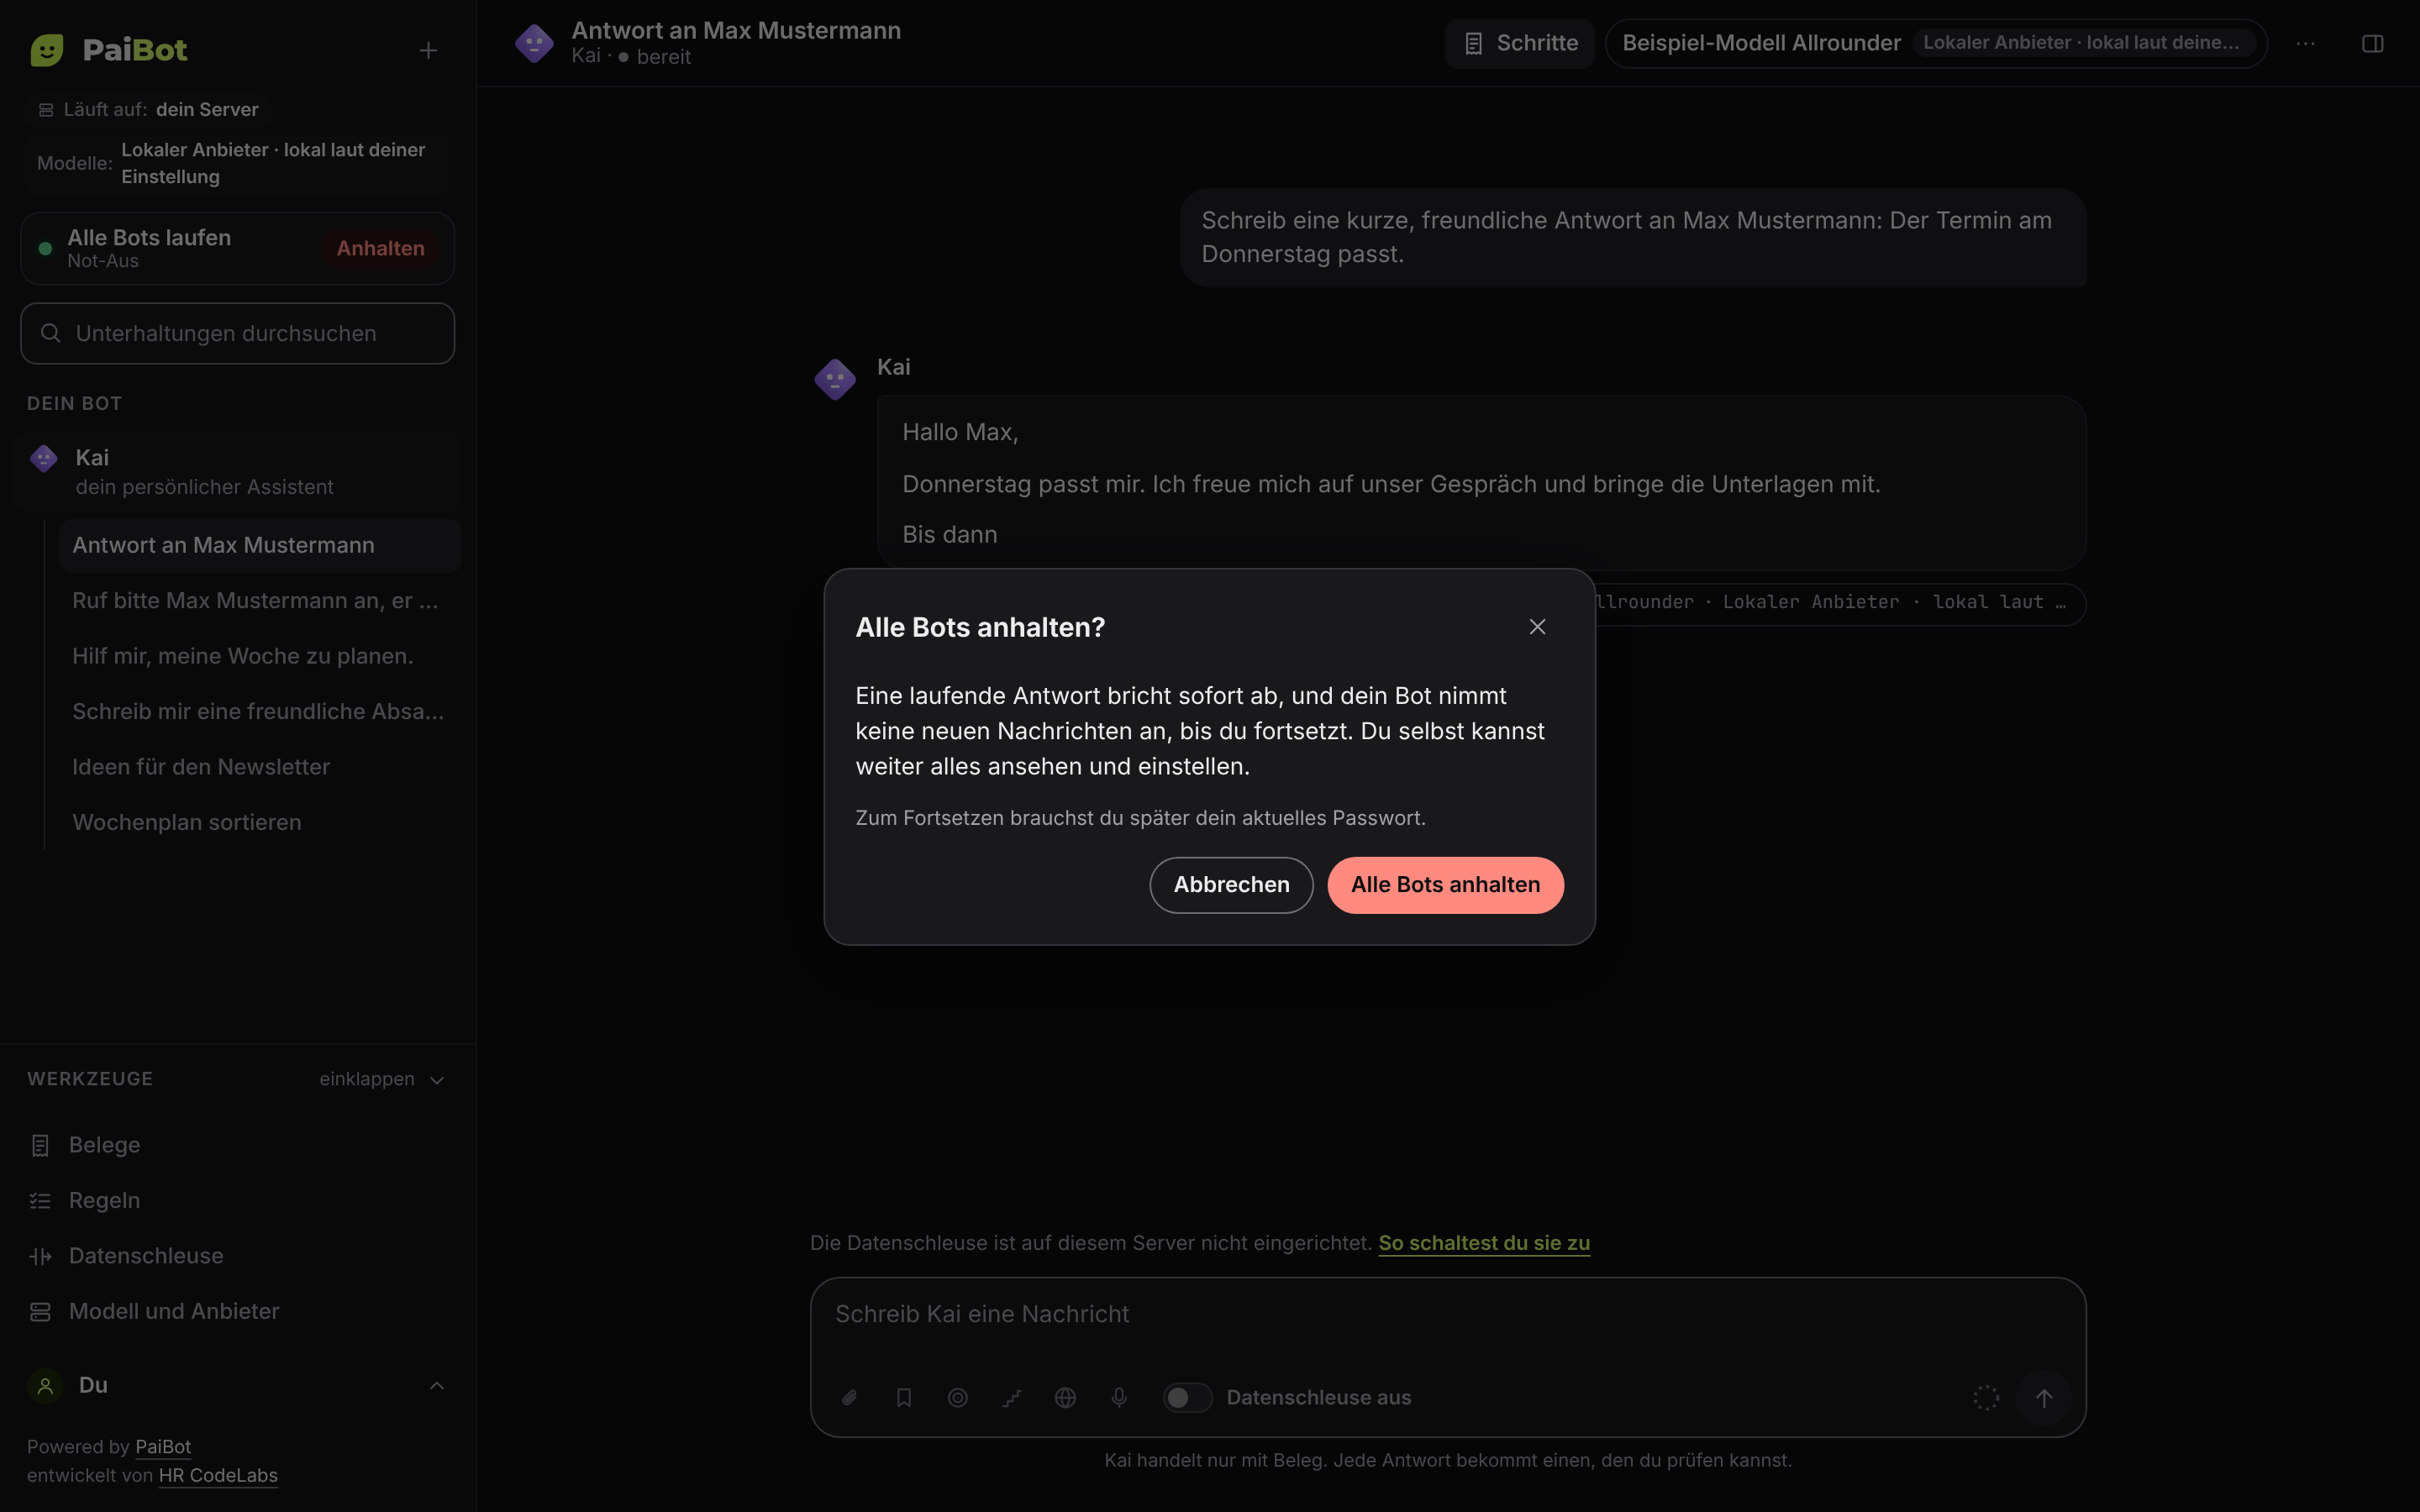 PaiBot
Läuft auf: dein Server
Modelle: Lokaler Anbieter · lokal laut deiner
Einstellung
Alle Bots laufen
Not-Aus
Anhalten
Unterhaltungen durchsuchen
DEIN BOT
Kai
dein persönlicher Assistent
Antwort an Max Mustermann
Ruf bitte Max Mustermann an, er ...
Hilf mir, meine Woche zu planen.
Schreib mir eine freundliche Absa...
Ideen für den Newsletter
Wochenplan sortieren
WERKZEUGE
einklappen
Belege
Regeln
Datenschleuse
Modell und Anbieter
Du
Powered by PaiBot
entwickelt von HR CodeLabs
Antwort an Max Mustermann
Kai · bereit
Schritte
Beispiel-Modell Allrounder
Lokaler Anbieter · lokal laut deine...
Schreib eine kurze, freundliche Antwort an Max Mustermann: Der Termin am
Donnerstag passt.
Kai
Hallo Max,
Donnerstag passt mir. Ich freue mich auf unser Gespräch und bringe die Unterlagen mit.
Bis dann
llrounder · Lokaler Anbieter · lokal laut …
Alle Bots anhalten?
Eine laufende Antwort bricht sofort ab, und dein Bot nimmt
keine neuen Nachrichten an, bis du fortsetzt. Du selbst kannst
weiter alles ansehen und einstellen.
Zum Fortsetzen brauchst du später dein aktuelles Passwort.
Abbrechen
Alle Bots anhalten
Die Datenschleuse ist auf diesem Server nicht eingerichtet. So schaltest du sie zu
Schreib Kai eine Nachricht
Datenschleuse aus
Kai handelt nur mit Beleg. Jede Antwort bekommt einen, den du prüfen kannst.